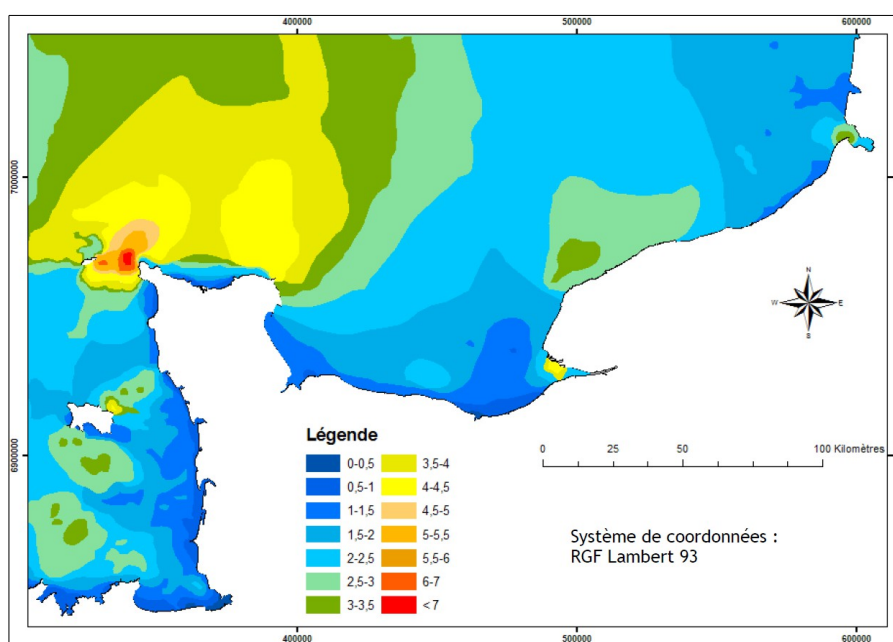 400000 500000 600000
7000000
6900000
N
W E
S
Légende
0-0,5 3,5-4
0,5-1 4-4,5
1-1,5 4,5-5
1,5-2 5-5,5
2-2,5 5,5-6
2,5-3 6-7
3-3,5 <7
0 25 50 100 Kilomètres
Système de coordonnées :
RGF Lambert 93
7000000
6900000
400000 500000 600000